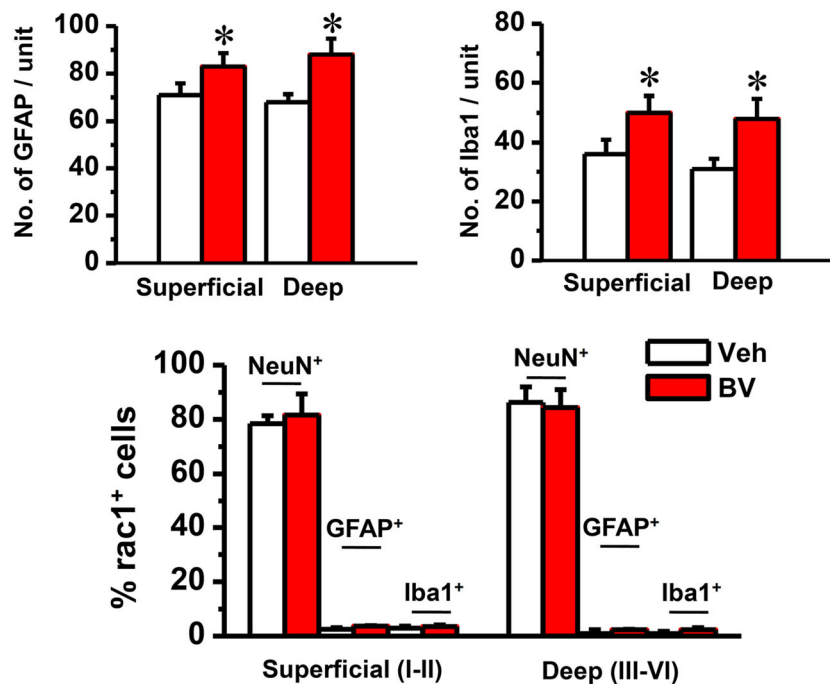 100
80
60
40
20
0
No. of GFAP / unit
*
*
Superficial
Deep
80
60
40
20
0
No. of Iba1 / unit
*
*
Superficial
Deep
Veh
BV
100
80
60
40
20
0
% rac1⁺ cells
NeuN⁺
GFAP⁺
Iba1⁺
NeuN⁺
GFAP⁺
Iba1⁺
Superficial (I-II)
Deep (III-VI)